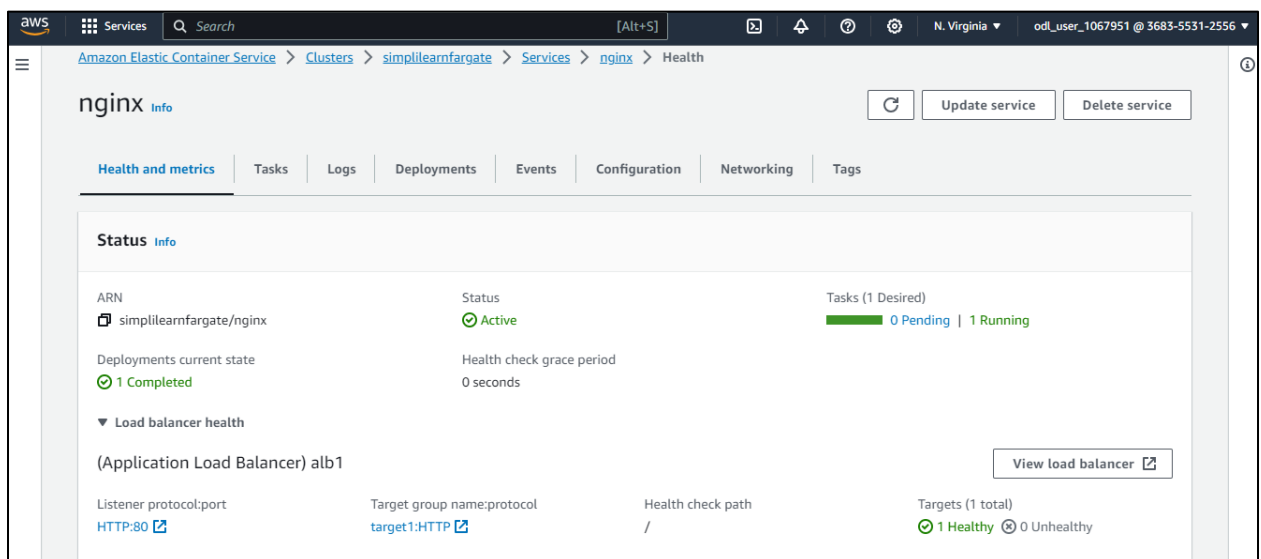 aws Services Search [Alt+S] N. Virginia ▼ odl_user_1067951 @ 3683-5531-2556 ▼
Amazon Elastic Container Service > Clusters > simplilearnfargate > Services > nginx > Health
nginx Info Update service Delete service
Health and metrics Tasks Logs Deployments Events Configuration Networking Tags
Status Info
ARN Status Tasks (1 Desired)
simplilearnfargate/nginx Active 0 Pending | 1 Running
Deployments current state Health check grace period
1 Completed 0 seconds
▼ Load balancer health
(Application Load Balancer) alb1 View load balancer
Listener protocol:port Target group name:protocol Health check path Targets (1 total)
HTTP:80 target1:HTTP / 1 Healthy 0 Unhealthy